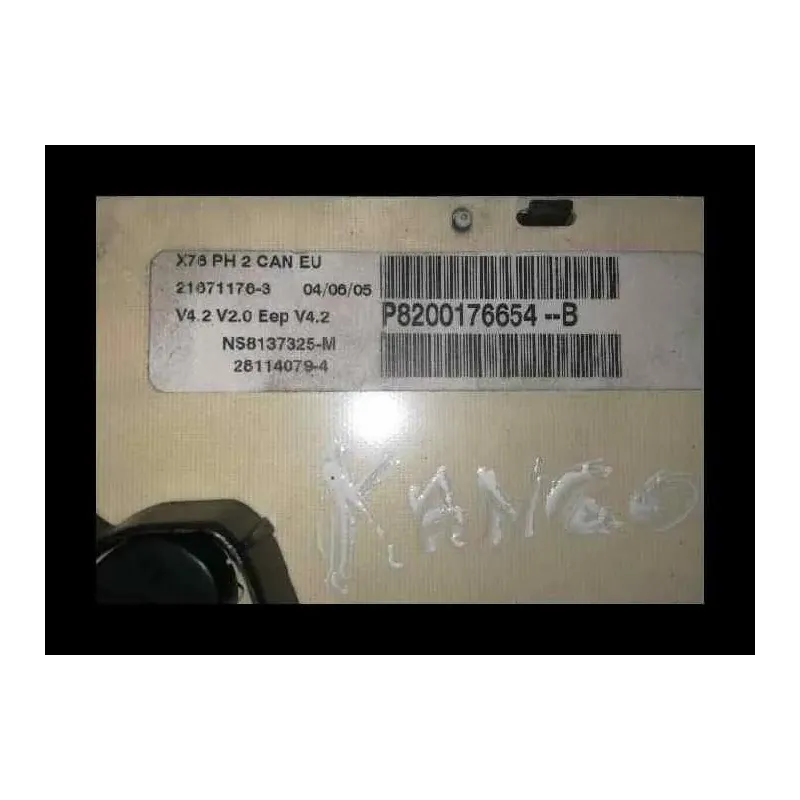 X76 PH 2 CAN EU
21671176-3 04/06/05
V4.2 V2.0 Eep V4.2
P8200176654--B
NS8137325-M
28114079-4
KANGO